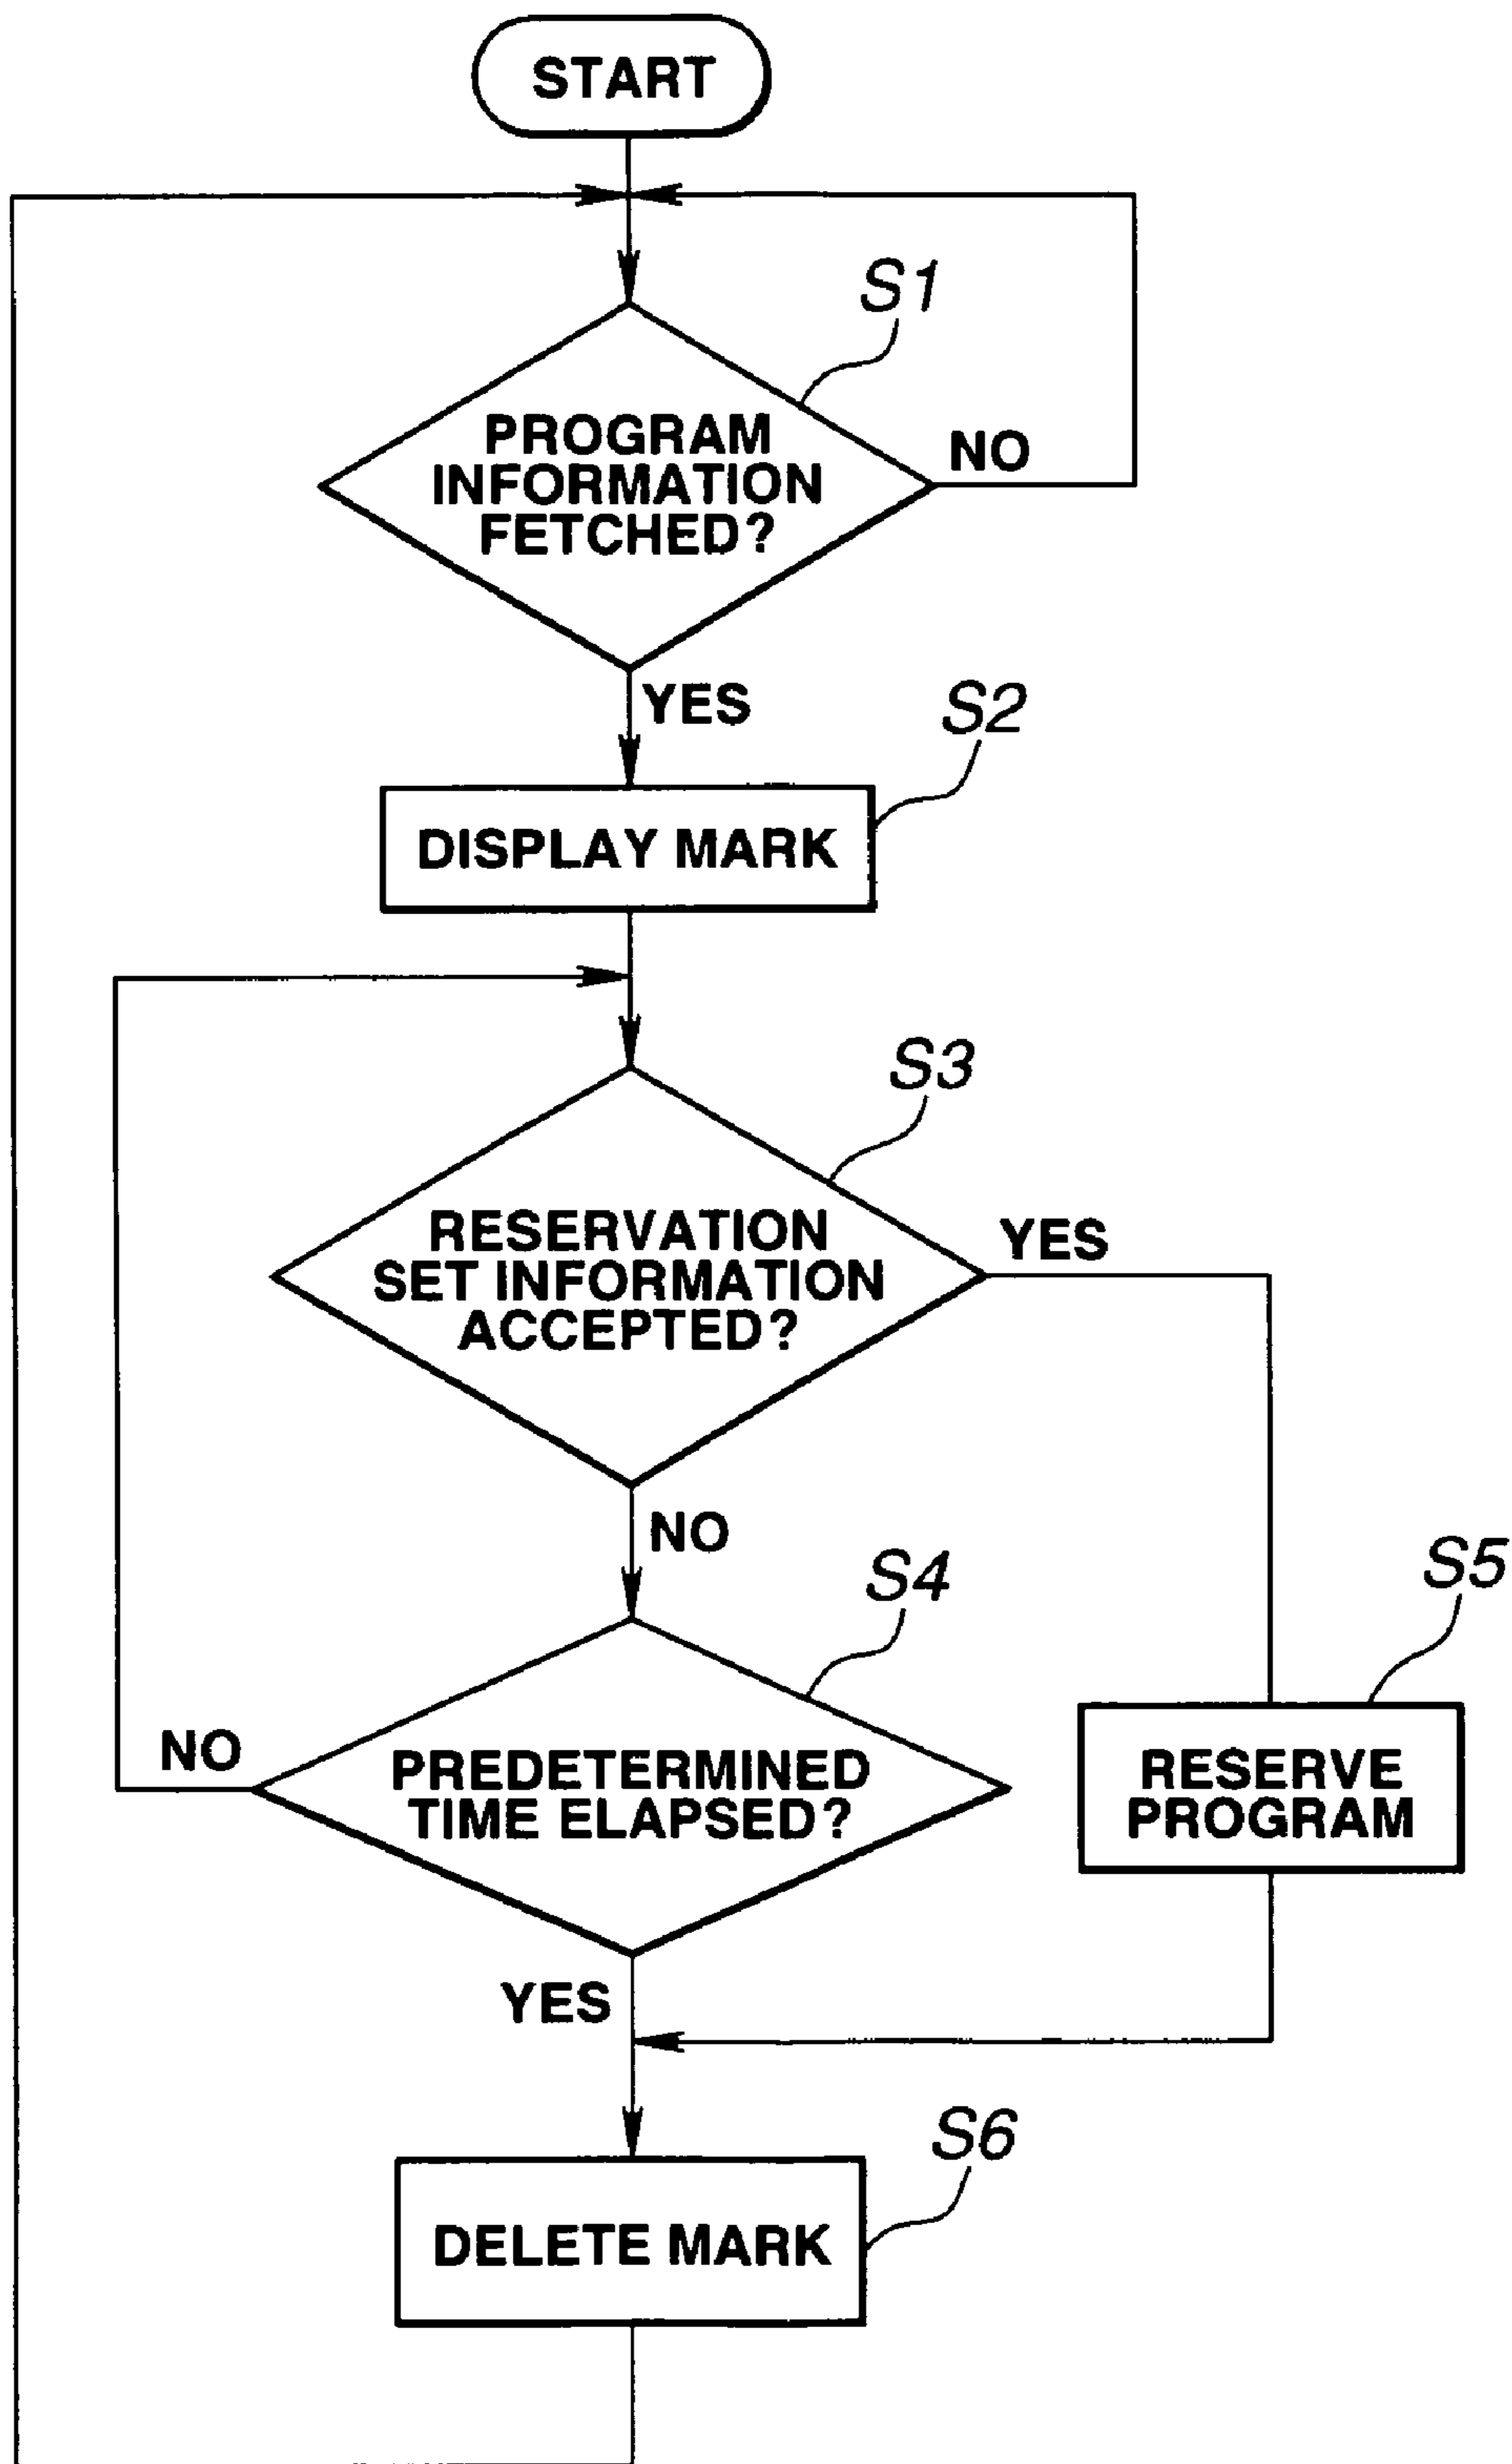 START
S1
PROGRAM
INFORMATION
FETCHED?
NO
YES
S2
DISPLAY MARK
S3
RESERVATION
SET INFORMATION
ACCEPTED?
YES
NO
S4
S5
PREDETERMINED
TIME ELAPSED?
NO
RESERVE
PROGRAM
YES
S6
DELETE MARK